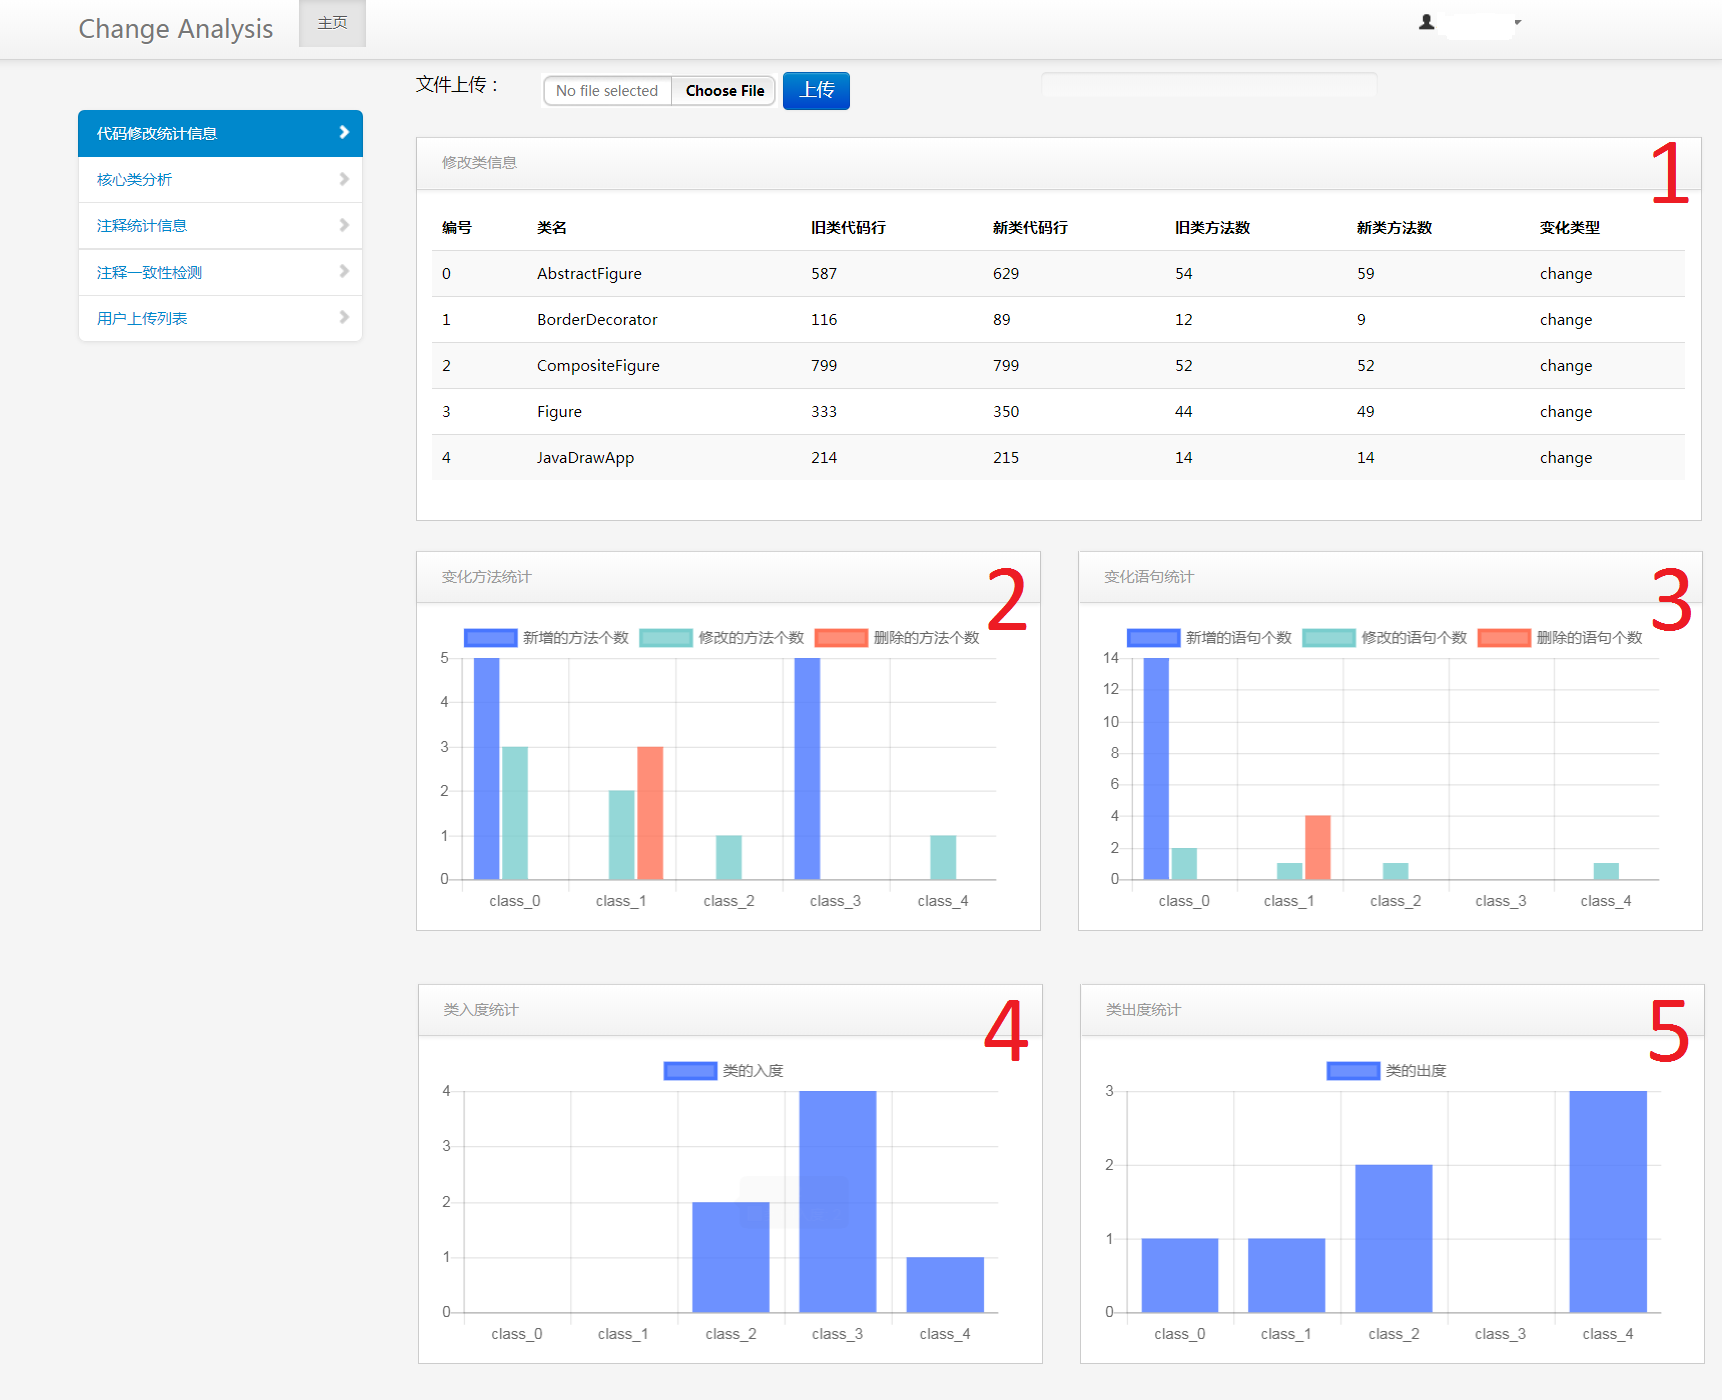 Change Analysis 主页
文件上传： No file selected Choose File 上传
代码修改统计信息
核心类分析
注释统计信息
注释一致性检测
用户上传列表
修改类信息 1
编号 类名 旧类代码行 新类代码行 旧类方法数 新类方法数 变化类型
0 AbstractFigure 587 629 54 59 change
1 BorderDecorator 116 89 12 9 change
2 CompositeFigure 799 799 52 52 change
3 Figure 333 350 44 49 change
4 JavaDrawApp 214 215 14 14 change
变化方法统计 2
新增的方法个数 修改的方法个数 删除的方法个数
5
4
3
2
1
0
class_0 class_1 class_2 class_3 class_4
变化语句统计 3
新增的语句个数 修改的语句个数 删除的语句个数
14
12
10
8
6
4
2
0
class_0 class_1 class_2 class_3 class_4
类入度统计 4
类的入度
4
3
2
1
0
class_0 class_1 class_2 class_3 class_4
类出度统计 5
类的出度
3
2
1
0
class_0 class_1 class_2 class_3 class_4